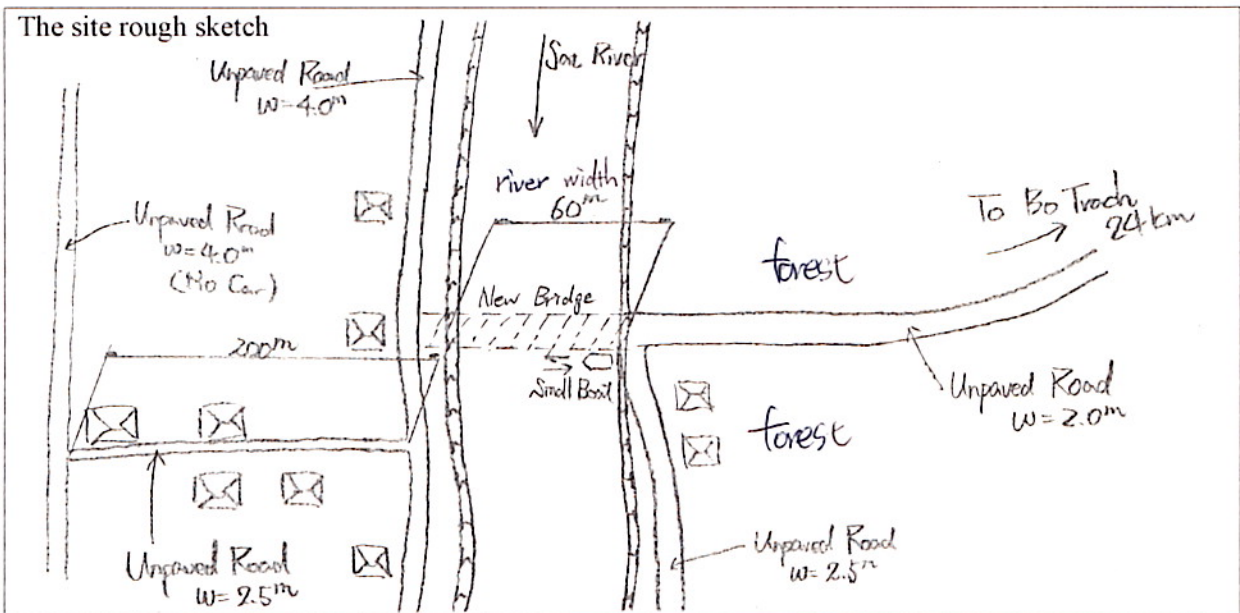 The site rough sketch
Unpaved Road
W=4.0m
Son River
river width
60m
Unpaved Road
W=4.0m
(No Car)
To Bo Trach
24km
forest
New Bridge
200m
Small Boat
Unpaved Road
W=2.0m
forest
Unpaved Road
W=2.5m
Unpaved Road
W=2.5m